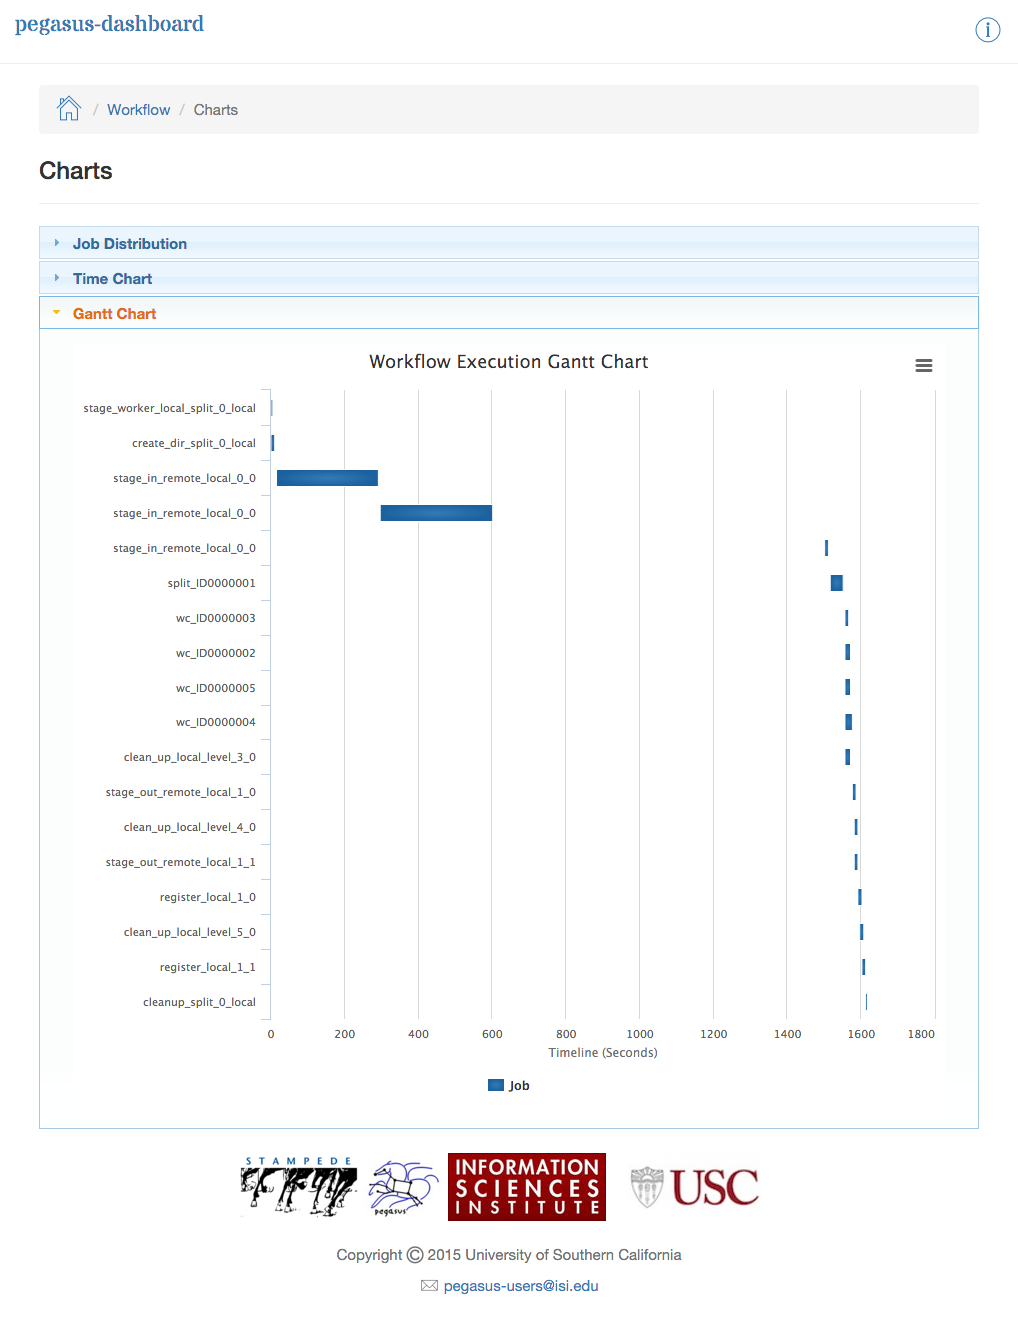 pegasus-dashboard
i
/ Workflow / Charts
Charts
Job Distribution
Time Chart
Gantt Chart
Workflow Execution Gantt Chart
stage_worker_local_split_0_local
create_dir_split_0_local
stage_in_remote_local_0_0
stage_in_remote_local_0_0
stage_in_remote_local_0_0
split_ID0000001
wc_ID0000003
wc_ID0000002
wc_ID0000005
wc_ID0000004
clean_up_local_level_3_0
stage_out_remote_local_1_0
clean_up_local_level_4_0
stage_out_remote_local_1_1
register_local_1_0
clean_up_local_level_5_0
register_local_1_1
cleanup_split_0_local
0 200 400 600 800 1000 1200 1400 1600 1800
Timeline (Seconds)
Job
STAMPEDE
pegasus
INFORMATION
SCIENCES
INSTITUTE
USC
Copyright © 2015 University of Southern California
pegasus-users@isi.edu